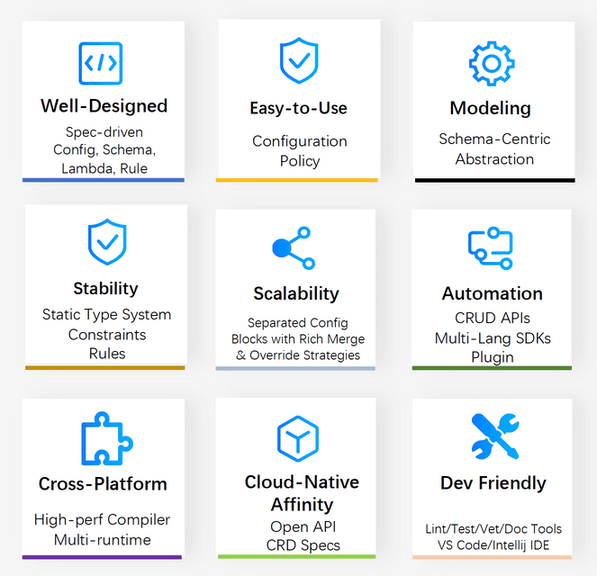 Well-Designed
Spec-driven
Config, Schema,
Lambda, Rule
Easy-to-Use
Configuration
Policy
Modeling
Schema-Centric
Abstraction
Stability
Static Type System
Constraints
Rules
Scalability
Separated Config
Blocks with Rich Merge
& Override Strategies
Automation
CRUD APIs
Multi-Lang SDKs
Plugin
Cross-Platform
High-perf Compiler
Multi-runtime
Cloud-Native
Affinity
Open API
CRD Specs
Dev Friendly
Lint/Test/Vet/Doc Tools
VS Code/Intellij IDE